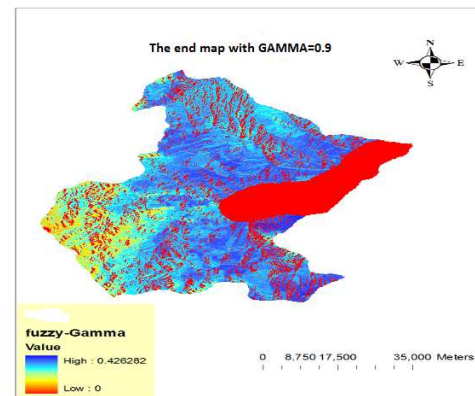 The end map with GAMMA=0.9
N
W E
S
fuzzy-Gamma
Value
High : 0.426282
Low : 0
0 8,750 17,500 35,000 Meters